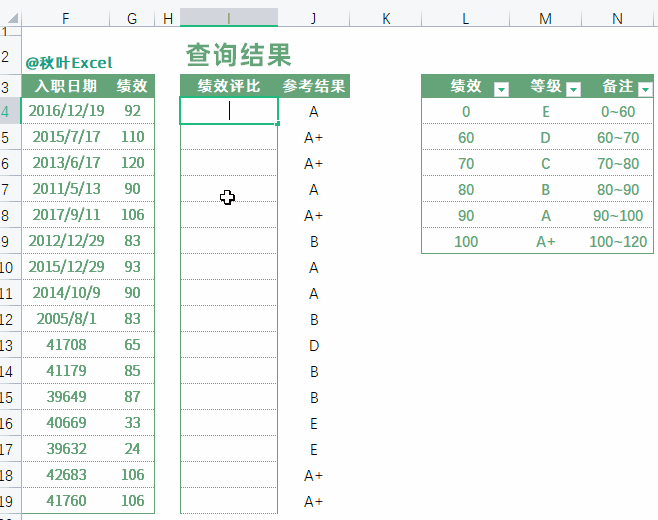 F G H I J K L M N
1
2 @秋叶Excel 查询结果
3 入职日期 绩效 绩效评比 参考结果 绩效 等级 备注
4 2016/12/19 92 A 0 E 0~60
5 2015/7/17 110 A+ 60 D 60~70
6 2013/6/17 120 A+ 70 C 70~80
7 2011/5/13 90 A 80 B 80~90
8 2017/9/11 106 A+ 90 A 90~100
9 2012/12/29 83 B 100 A+ 100~120
10 2015/12/29 93 A
11 2014/10/9 90 A
12 2005/8/1 83 B
13 41708 65 D
14 41179 85 B
15 39649 87 B
16 40669 33 E
17 39632 24 E
18 42683 106 A+
19 41760 106 A+